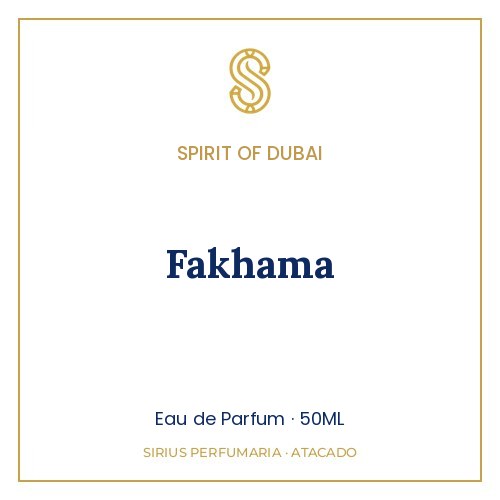 SPIRIT OF DUBAI
Fakhama
Eau de Parfum · 50ML
SIRIUS PERFUMARIA · ATACADO